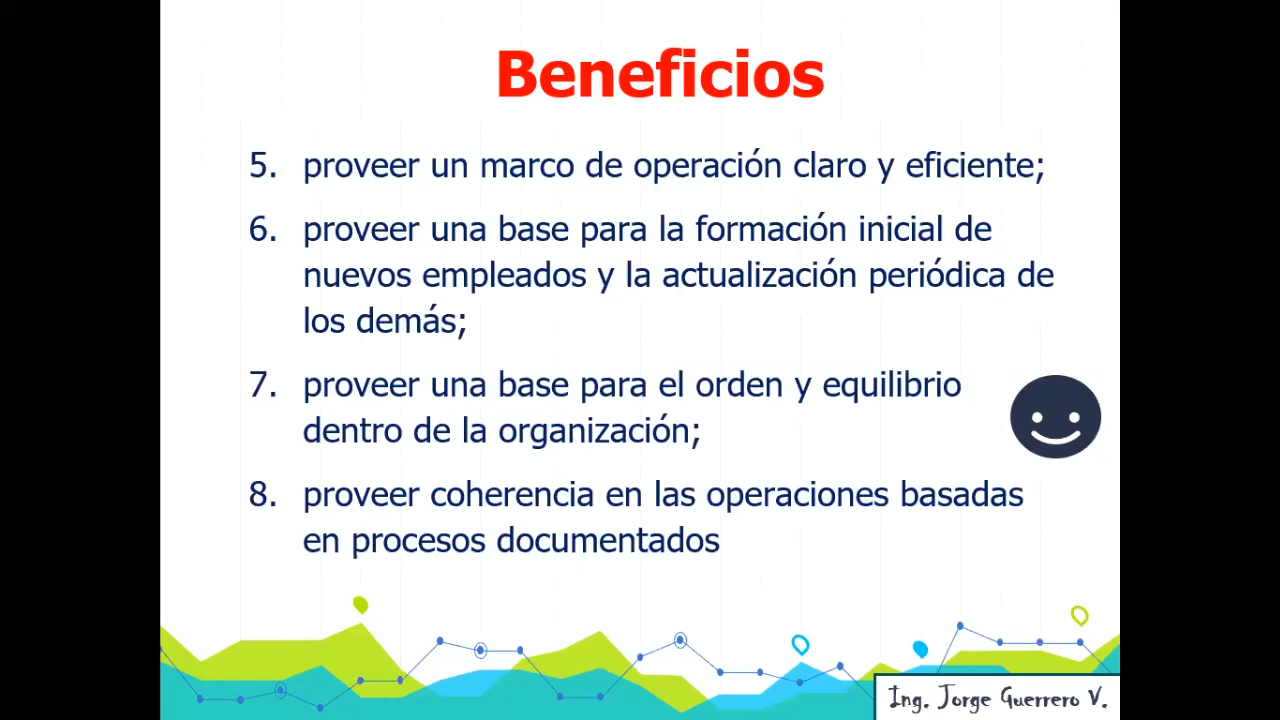 Beneficios
5. proveer un marco de operación claro y eficiente;
6. proveer una base para la formación inicial de
nuevos empleados y la actualización periódica de
los demás;
7. proveer una base para el orden y equilibrio
dentro de la organización;
8. proveer coherencia en las operaciones basadas
en procesos documentados
Ing. Jorge Guerrero V.